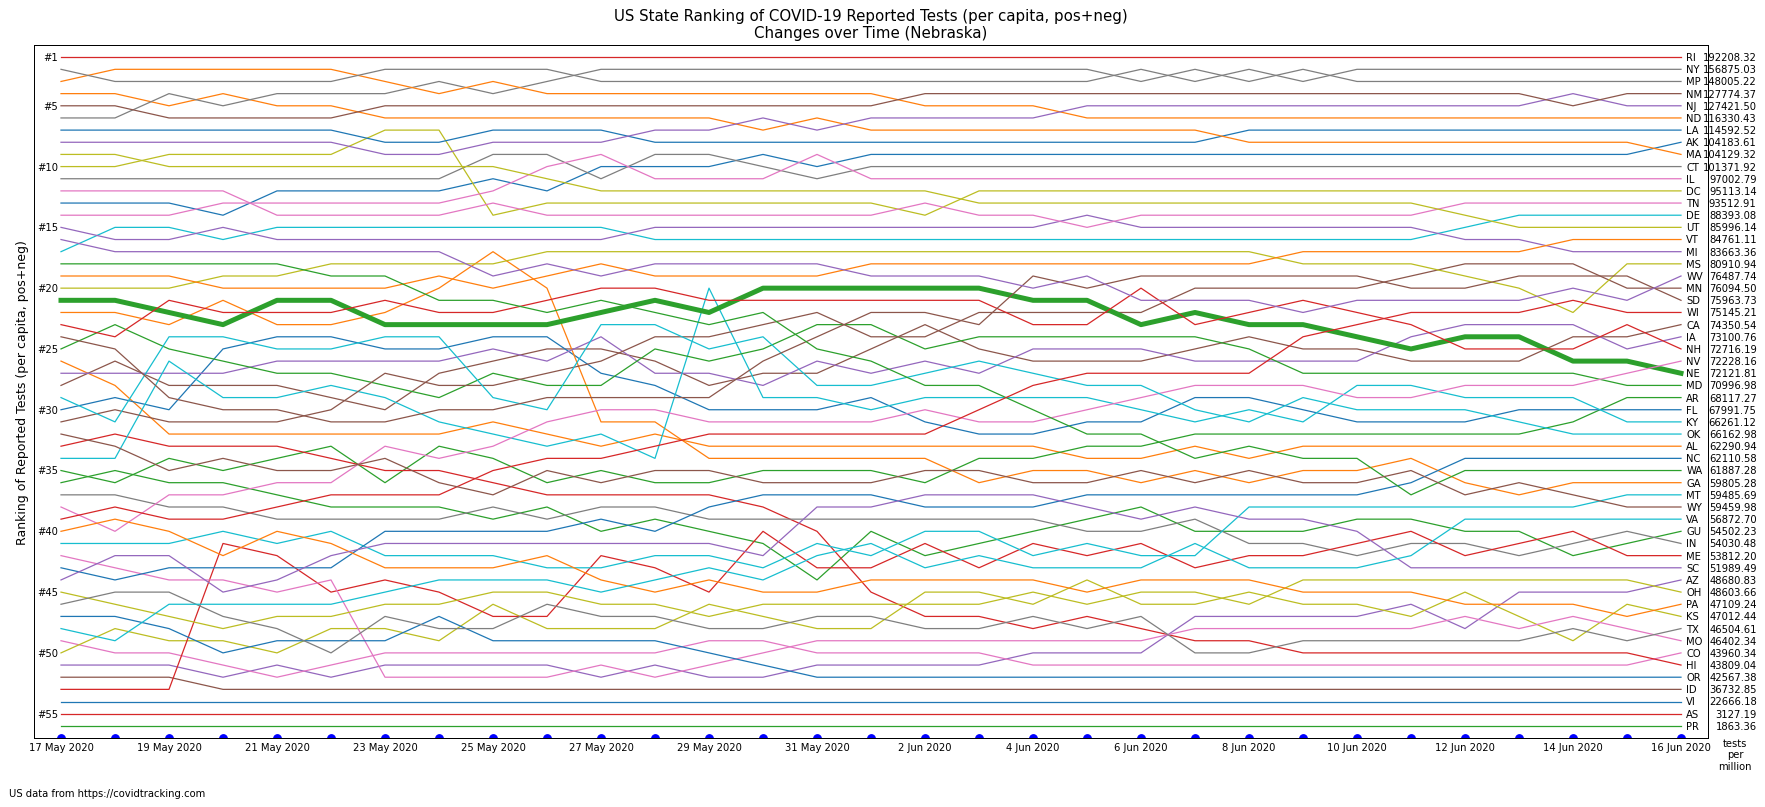 US State Ranking of COVID-19 Reported Tests (per capita, pos+neg)
Changes over Time (Nebraska)
Ranking of Reported Tests (per capita, pos+neg)
#1
#5
#10
#15
#20
#25
#30
#35
#40
#45
#50
#55
RI 192208.32
NY 156875.03
MP 148005.22
NM 127774.37
NJ 127421.50
ND 116330.43
LA 114592.52
AK 104183.61
MA 104129.32
CT 101371.92
IL 97002.79
DC 95113.14
TN 93512.91
DE 88393.08
UT 85996.14
VT 84761.11
MI 83663.36
MS 80910.94
WV 76487.74
MN 76094.50
SD 75963.73
WI 75145.21
CA 74350.54
IA 73100.76
NH 72716.19
NV 72228.16
NE 72121.81
MD 70996.98
AR 68117.27
FL 67991.75
KY 66261.12
OK 66162.98
AL 62290.94
NC 62110.58
WA 61887.28
GA 59805.28
MT 59485.69
WY 59459.98
VA 56872.70
GU 54502.23
IN 54030.48
ME 53812.20
SC 51989.49
AZ 48680.83
OH 48603.66
PA 47109.24
KS 47012.44
TX 46504.61
MO 46402.34
CO 43960.34
HI 43809.04
OR 42567.38
ID 36732.85
VI 22666.18
AS 3127.19
PR 1863.36
17 May 2020 19 May 2020 21 May 2020 23 May 2020 25 May 2020 27 May 2020 29 May 2020 31 May 2020 2 Jun 2020 4 Jun 2020 6 Jun 2020 8 Jun 2020 10 Jun 2020 12 Jun 2020 14 Jun 2020 16 Jun 2020
tests
per
million
US data from https://covidtracking.com